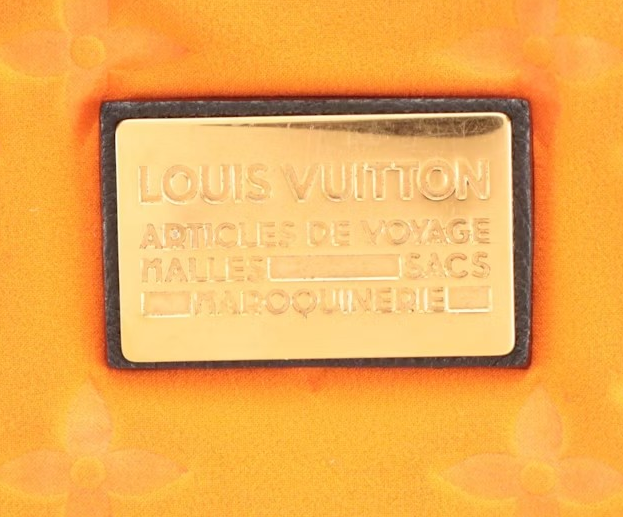 LOUIS VUITTON
ARTICLES DE VOYAGE
MALLES SACS
MAROQUINERIE